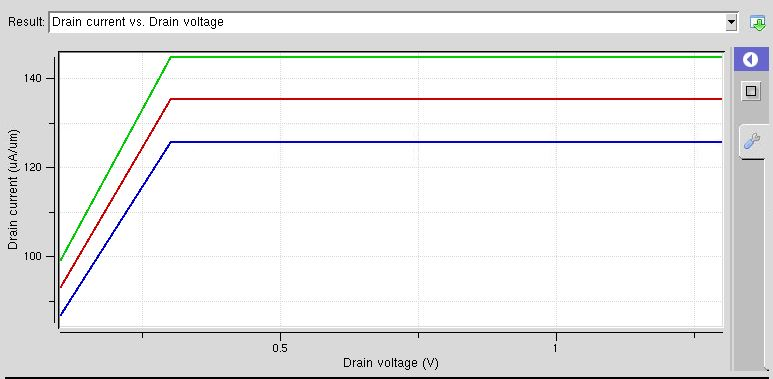 Result: Drain current vs. Drain voltage
140
120
100
Drain current (uA/um)
0.5
1
Drain voltage (V)